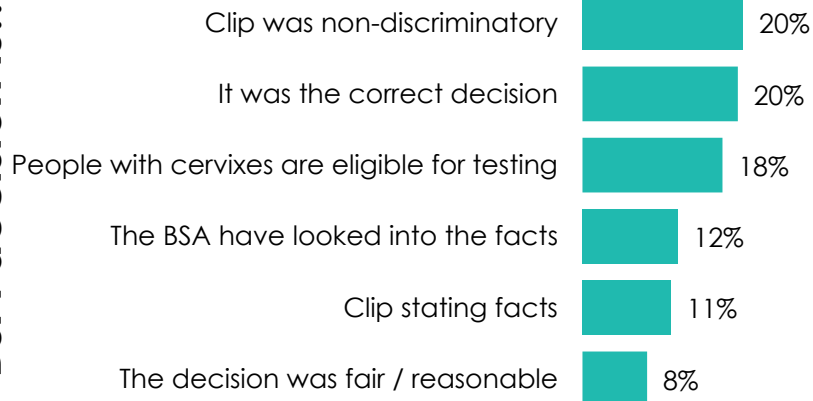 Clip was non-discriminatory 20%
It was the correct decision 20%
People with cervixes are eligible for testing 18%
The BSA have looked into the facts 12%
Clip stating facts 11%
The decision was fair / reasonable 8%